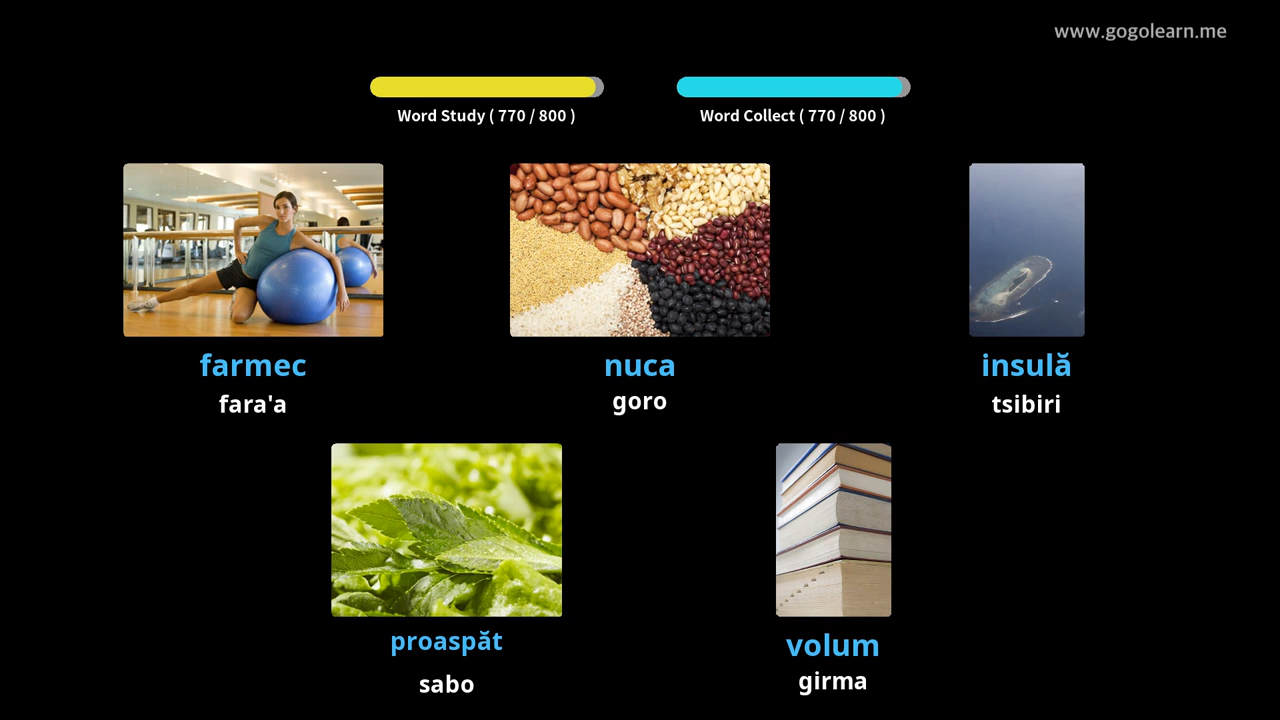 www.gogolearn.me
Word Study ( 770 / 800 )
Word Collect ( 770 / 800 )
farmec
nuca
insulă
fara'a
goro
tsibiri
proaspăt
volum
sabo
girma